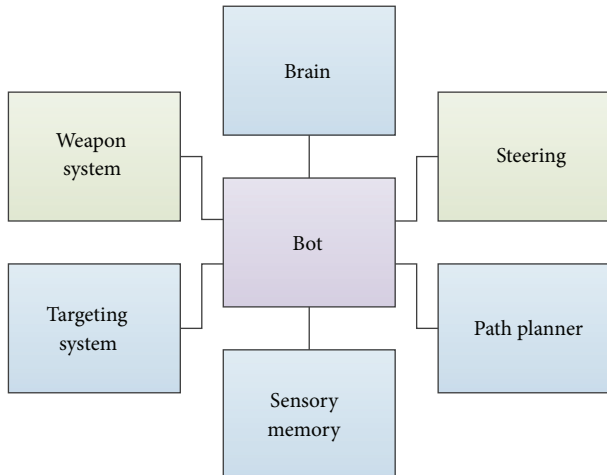 Brain
Weapon
system
Steering
Bot
Targeting
system
Path planner
Sensory
memory